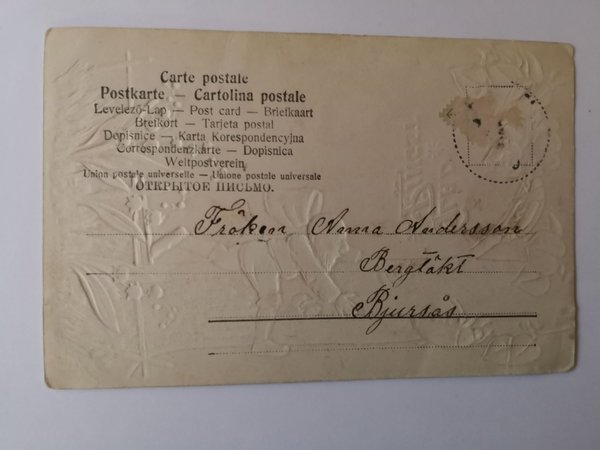 Carte postale
Postkarte — Cartolina postale
Levelező-Lap — Post card — Briefkaart
Brefkort — Tarjeta postal
Dopisnice — Karta Korespondencyjna
Correspondenzkarte — Dopisnica
Weltpostverein
Union postale universelle — Unione postale universale
ОТКРЫТОЕ ПИСЬМО.
Fröken Anna Andersson
Bergtäkt
Bjursås